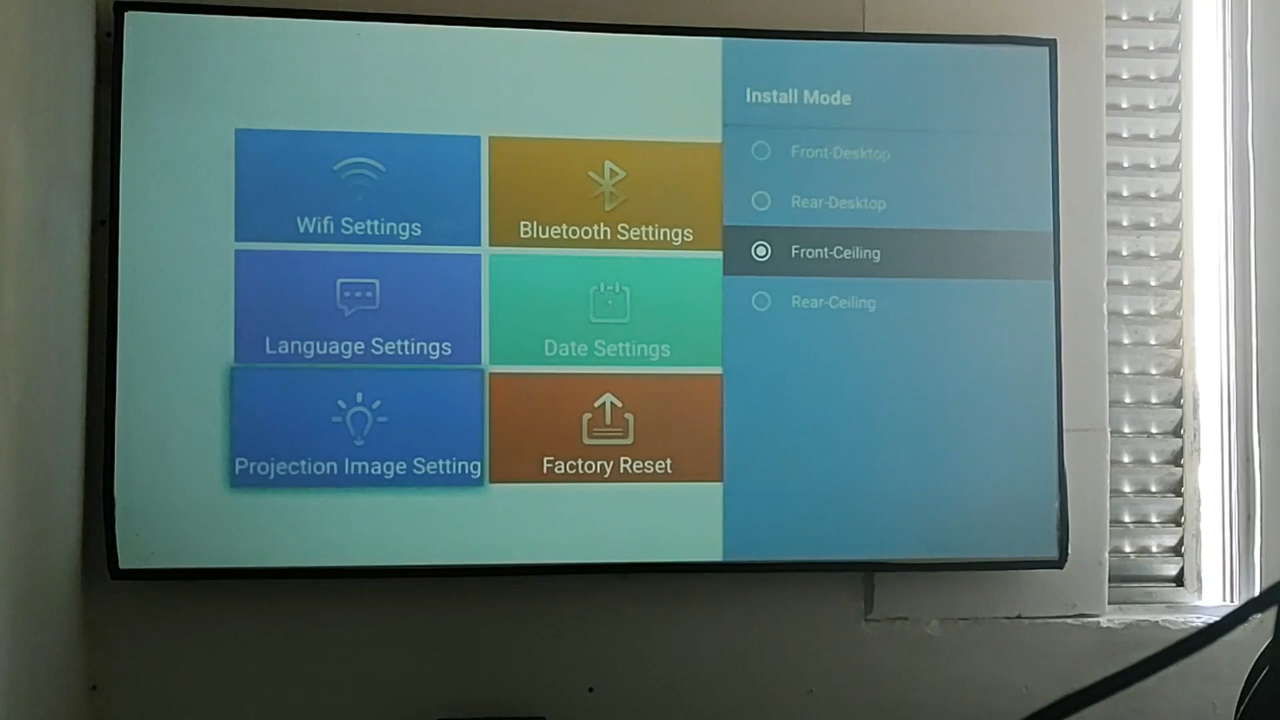 Install Mode
Front-Desktop
Rear-Desktop
Front-Ceiling
Rear-Ceiling
Wifi Settings
Bluetooth Settings
Language Settings
Date Settings
Projection Image Setting
Factory Reset